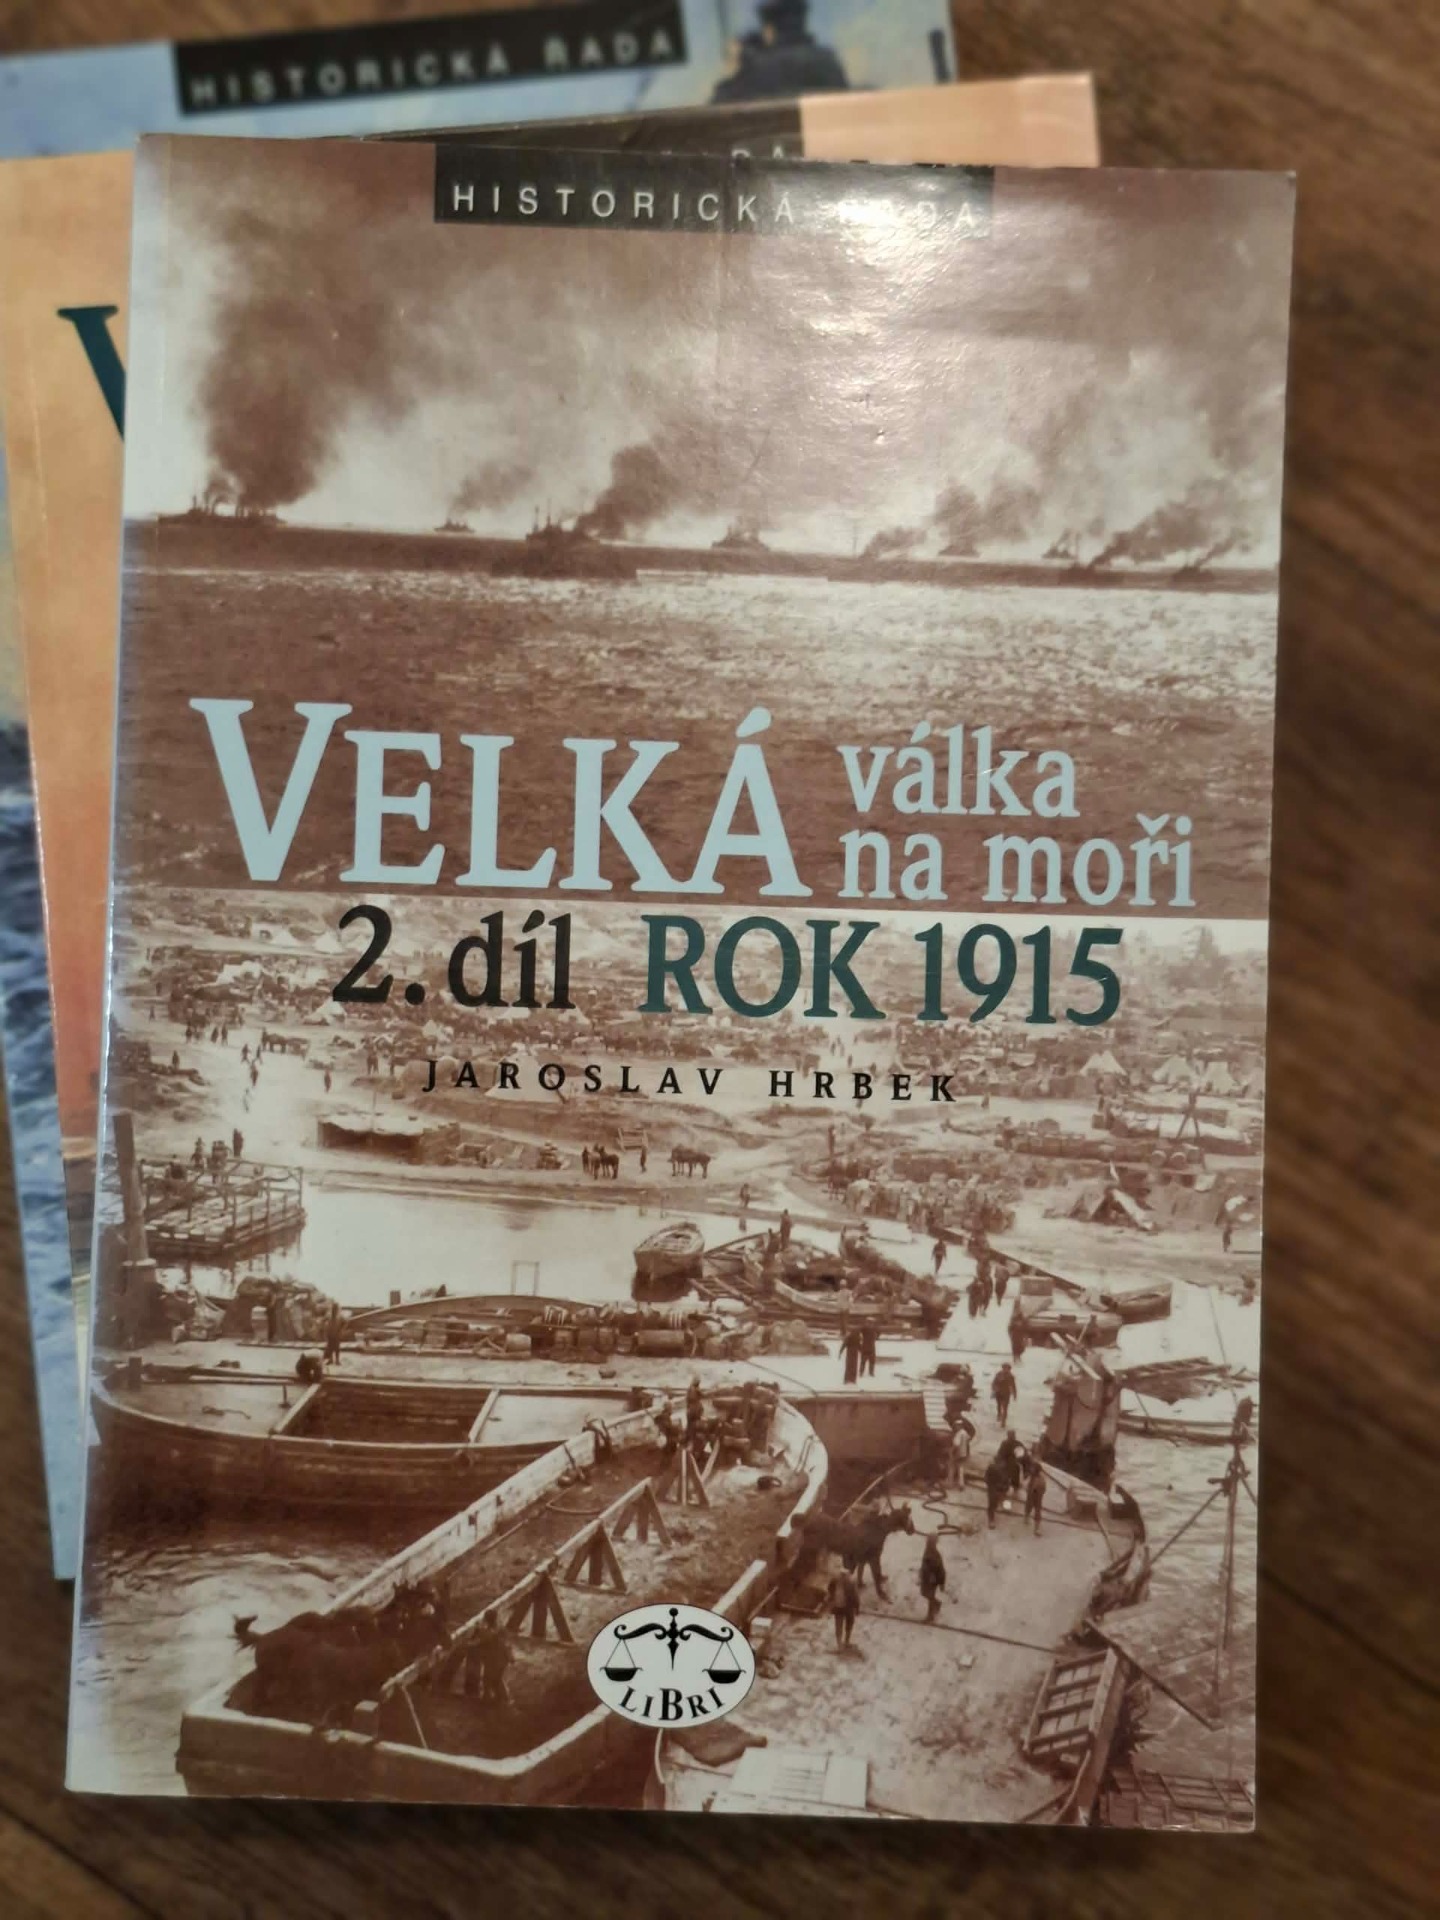 HISTORICKÁ ŘADA
HISTORICKÁ ŘADA
VELKÁ válka
na moři
2. díl ROK 1915
JAROSLAV HRBEK
LIBRI